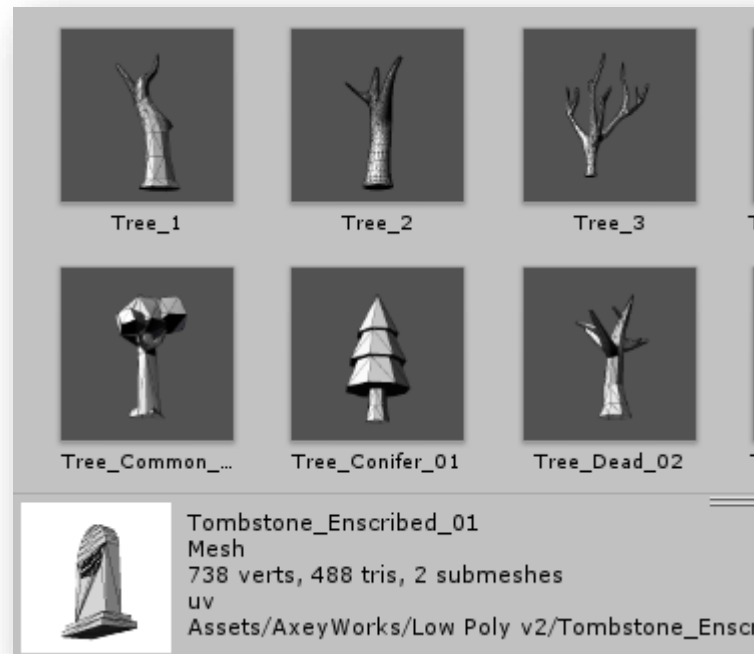 Tree_1
Tree_2
Tree_3
Tree_Common_...
Tree_Conifer_01
Tree_Dead_02
Tombstone_Enscribed_01
Mesh
738 verts, 488 tris, 2 submeshes
uv
Assets/AxeyWorks/Low Poly v2/Tombstone_Enscri